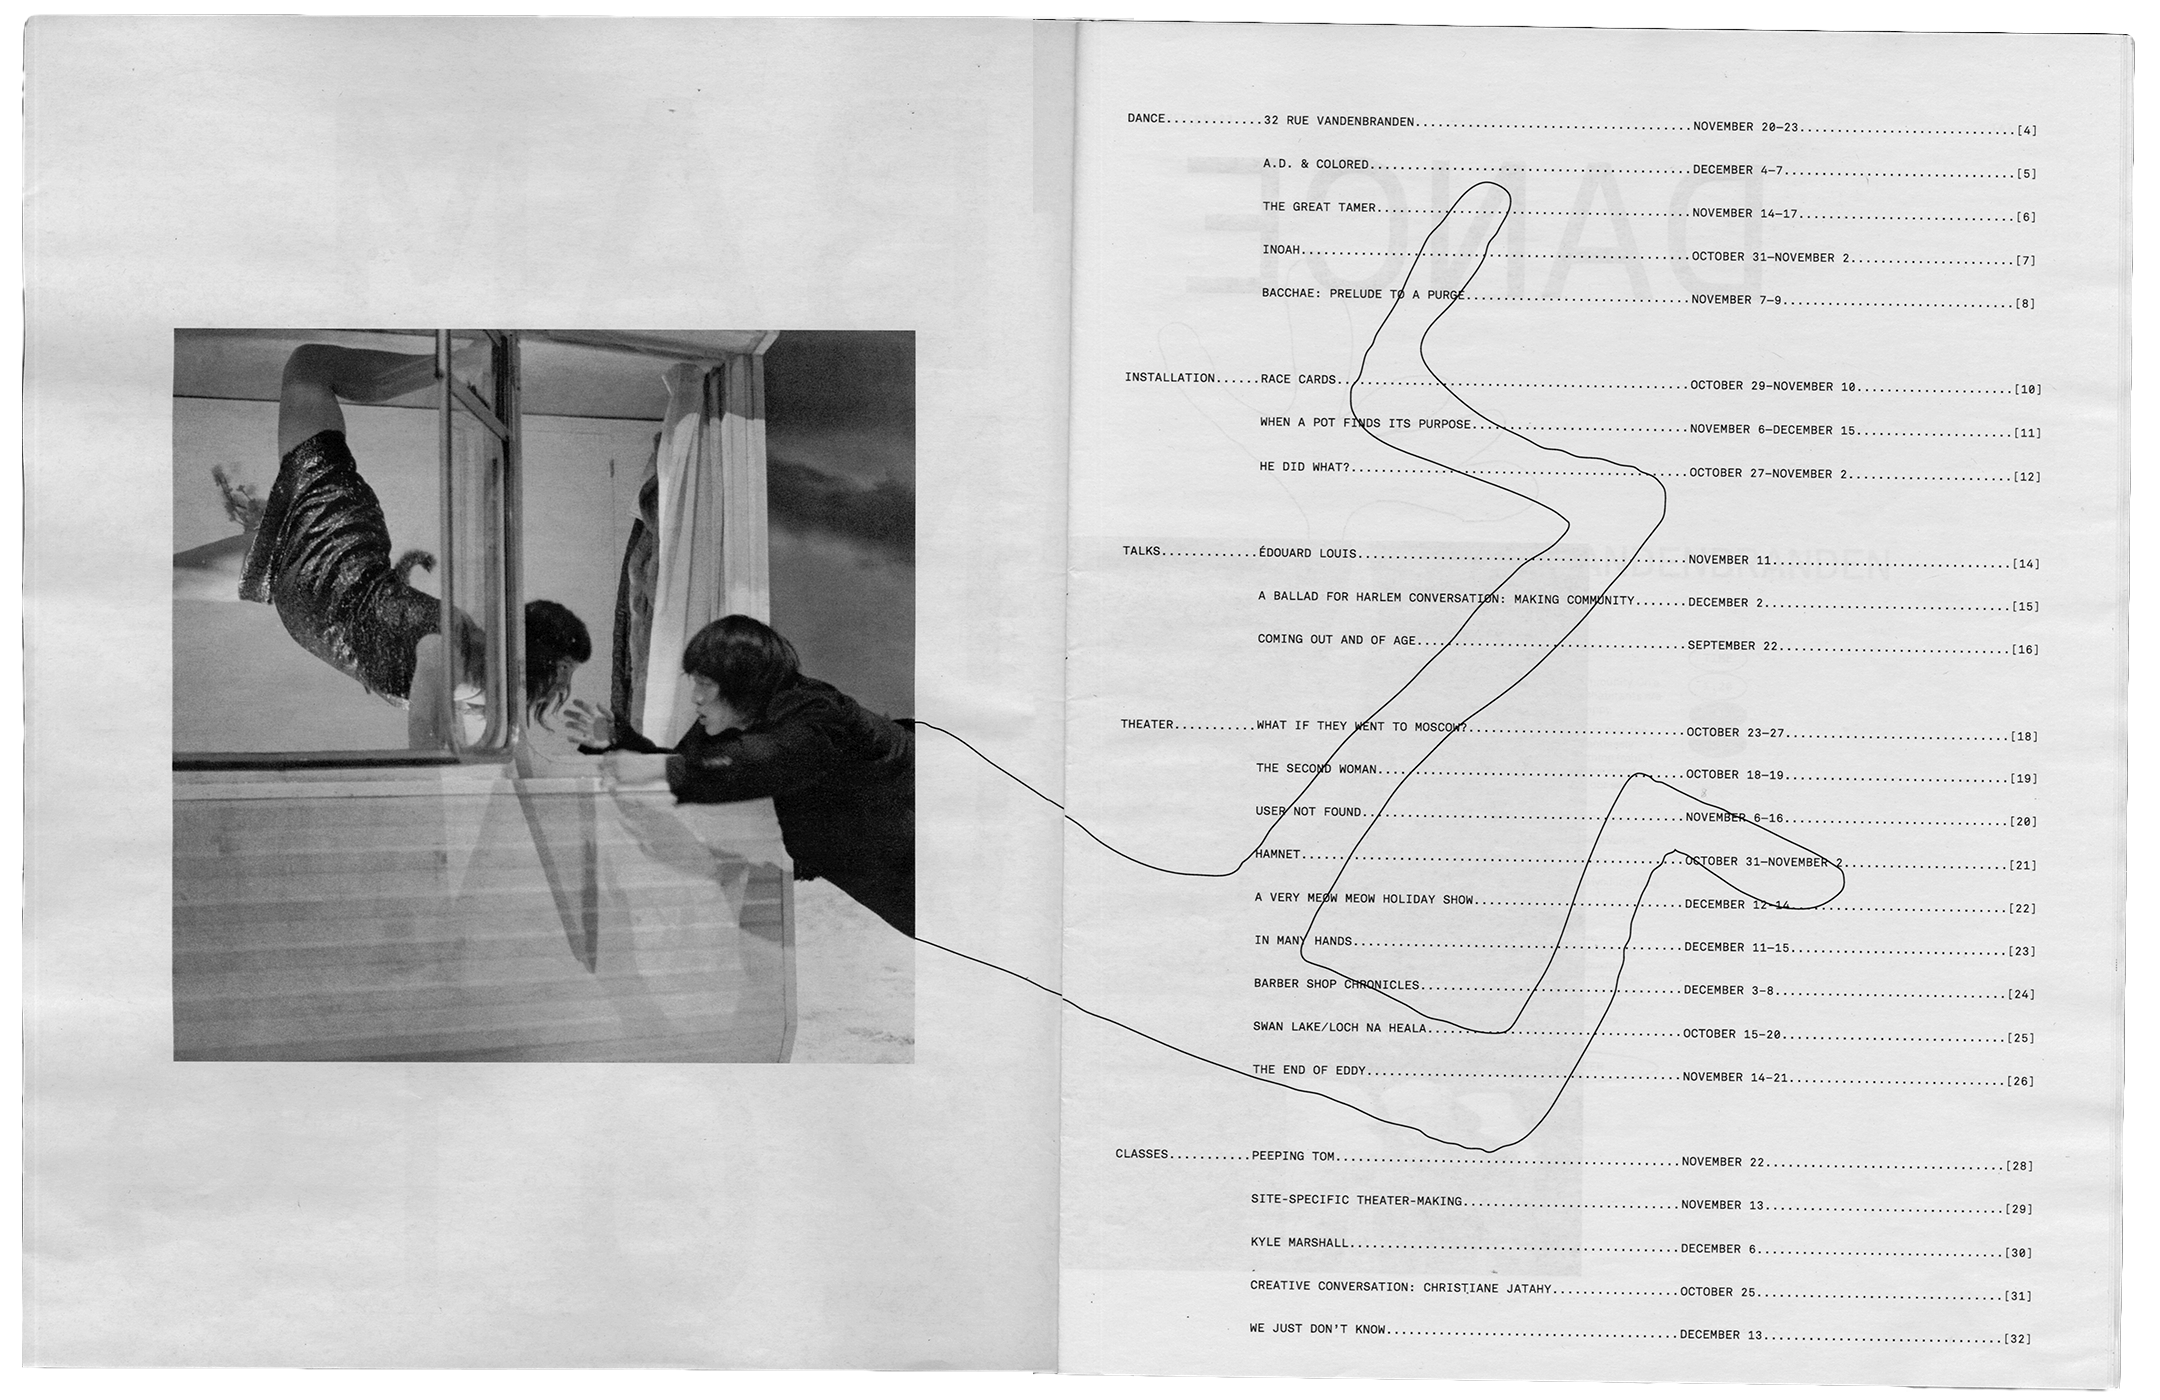 DANCE.............32 RUE VANDENBRANDEN.....................................NOVEMBER 20–23.............................[4]
A.D. & COLORED...........................................DECEMBER 4–7...............................[5]
THE GREAT TAMER..........................................NOVEMBER 14–17.............................[6]
INOAH....................................................OCTOBER 31–NOVEMBER 2......................[7]
BACCHAE: PRELUDE TO A PURGE..............................NOVEMBER 7–9...............................[8]
INSTALLATION......RACE CARDS...............................................OCTOBER 29–NOVEMBER 10.....................[10]
WHEN A POT FINDS ITS PURPOSE.............................NOVEMBER 6–DECEMBER 15.....................[11]
HE DID WHAT?.............................................OCTOBER 27–NOVEMBER 2......................[12]
TALKS.............ÉDOUARD LOUIS............................................NOVEMBER 11................................[14]
A BALLAD FOR HARLEM CONVERSATION: MAKING COMMUNITY.......DECEMBER 2.................................[15]
COMING OUT AND OF AGE....................................SEPTEMBER 22...............................[16]
THEATER...........WHAT IF THEY WENT TO MOSCOW?.............................OCTOBER 23–27..............................[18]
THE SECOND WOMAN.........................................OCTOBER 18–19..............................[19]
USER NOT FOUND...........................................NOVEMBER 6–16..............................[20]
HAMNET...................................................OCTOBER 31–NOVEMBER 2......................[21]
A VERY MEOW MEOW HOLIDAY SHOW............................DECEMBER 12–14.............................[22]
IN MANY HANDS............................................DECEMBER 11–15.............................[23]
BARBER SHOP CHRONICLES...................................DECEMBER 3–8...............................[24]
SWAN LAKE/LOCH NA HEALA..................................OCTOBER 15–20..............................[25]
THE END OF EDDY..........................................NOVEMBER 14–21.............................[26]
CLASSES...........PEEPING TOM..............................................NOVEMBER 22................................[28]
SITE-SPECIFIC THEATER-MAKING.............................NOVEMBER 13................................[29]
KYLE MARSHALL............................................DECEMBER 6.................................[30]
CREATIVE CONVERSATION: CHRISTIANE JATAHY.................OCTOBER 25.................................[31]
WE JUST DON'T KNOW.......................................DECEMBER 13................................[32]